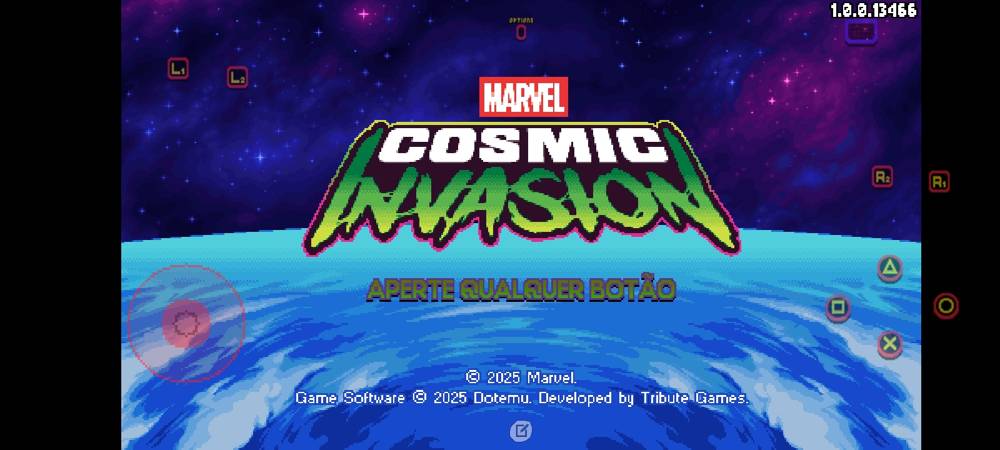 1.0.0.13466
OPTIONS
L1
L2
MARVEL
COSMIC
INVASION
R2
R1
APERTE QUALQUER BOTÃO
© 2025 Marvel.
Game Software © 2025 Dotemu. Developed by Tribute Games.